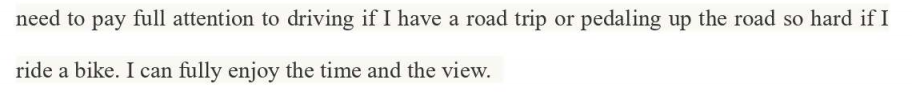 need to pay full attention to driving if I have a road trip or pedaling up the road so hard if I
ride a bike. I can fully enjoy the time and the view.